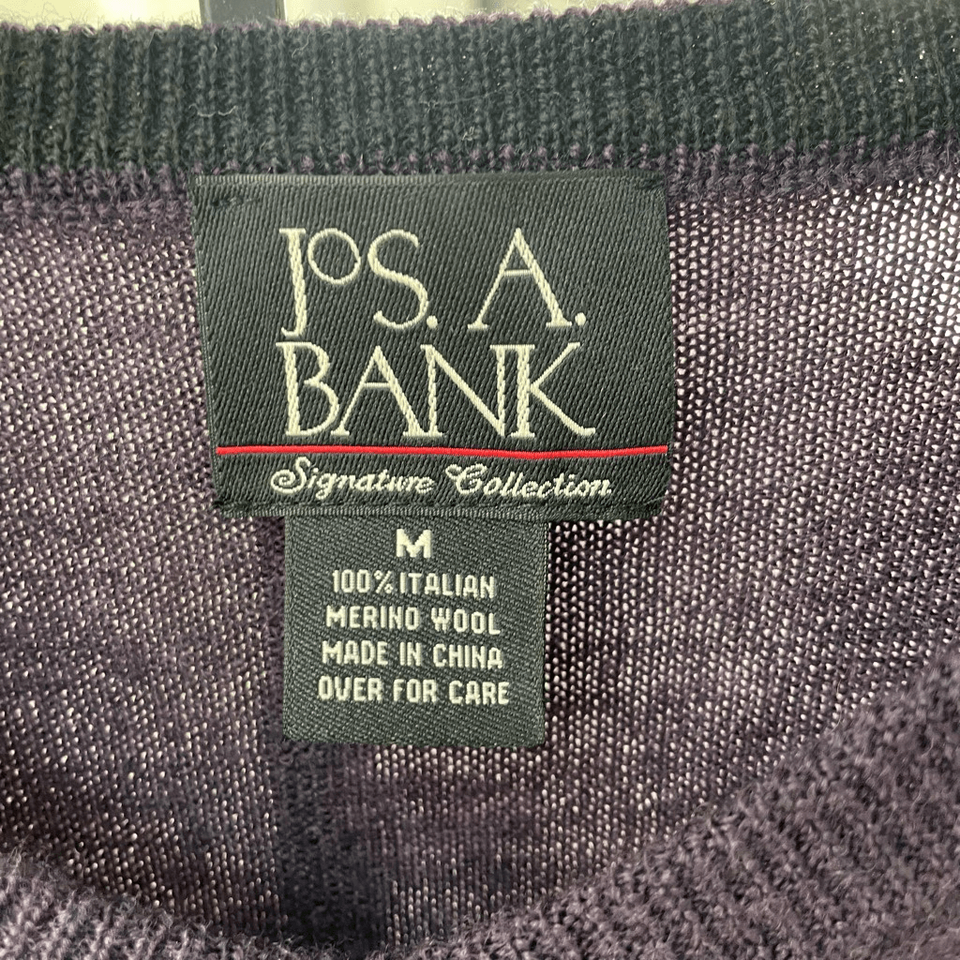 JoS. A.
BANK
Signature Collection
M
100% ITALIAN
MERINO WOOL
MADE IN CHINA
OVER FOR CARE